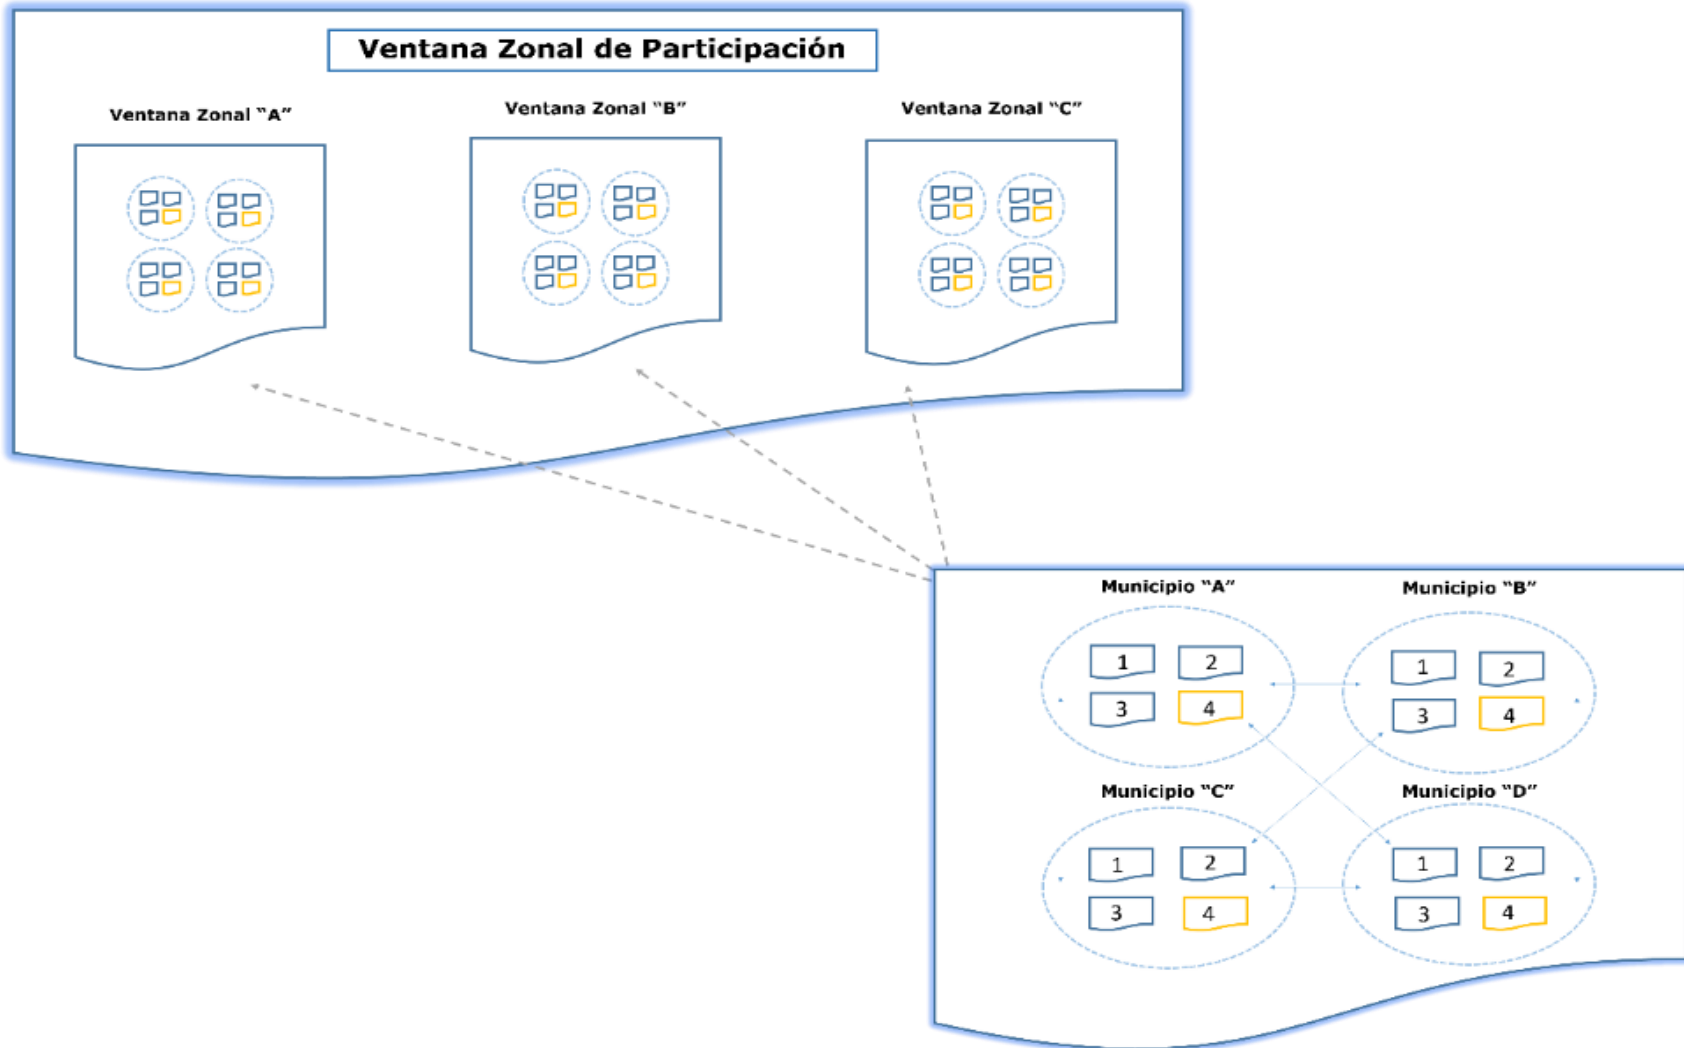 Ventana Zonal de Participación
Ventana Zonal “A”
Ventana Zonal “B”
Ventana Zonal “C”
Municipio “A”
Municipio “B”
1 2
3 4
1 2
3 4
Municipio “C”
Municipio “D”
1 2
3 4
1 2
3 4